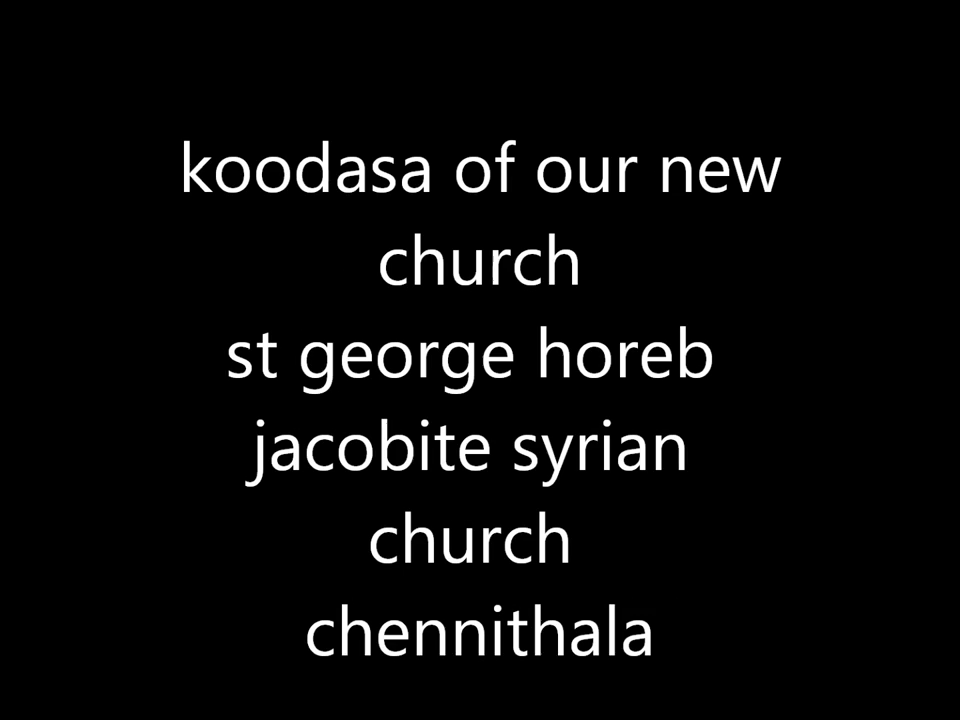 koodasa of our new
church
st george horeb
jacobite syrian
church
chennithala